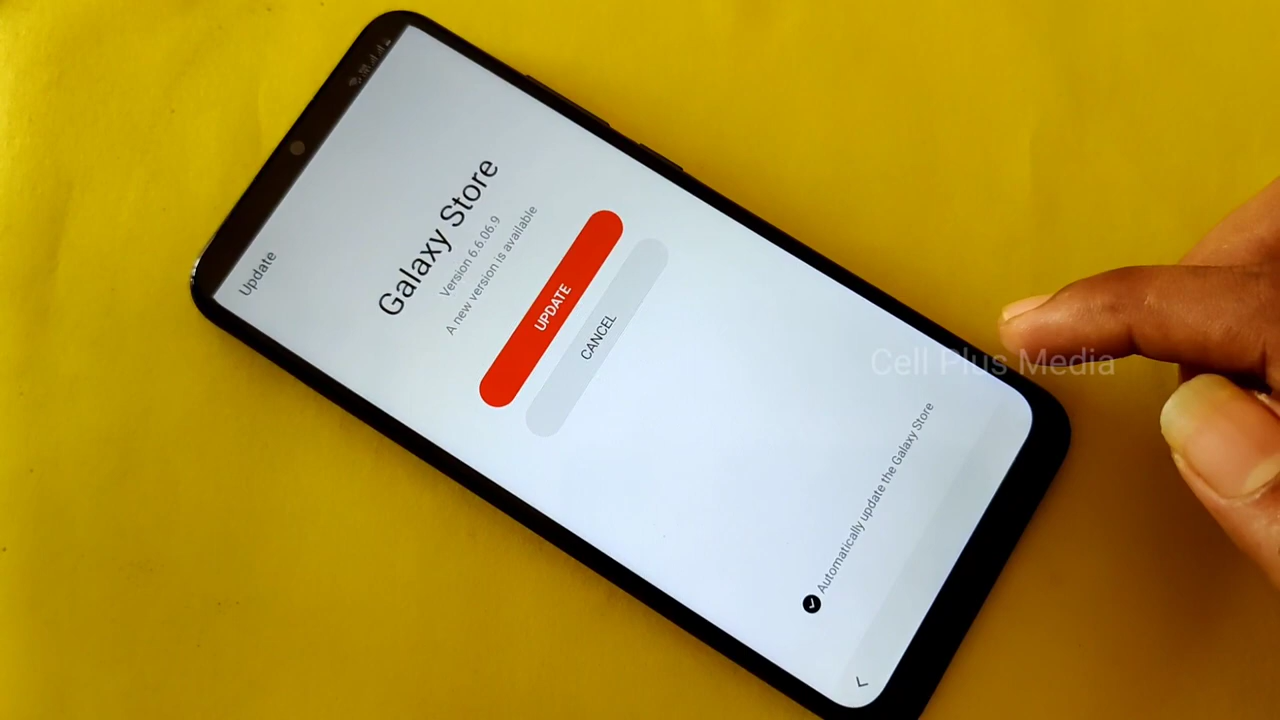 Update
Galaxy Store
Version 6.6.06.9
A new version is available
UPDATE
CANCEL
Automatically update the Galaxy Store
Cell Plus Media